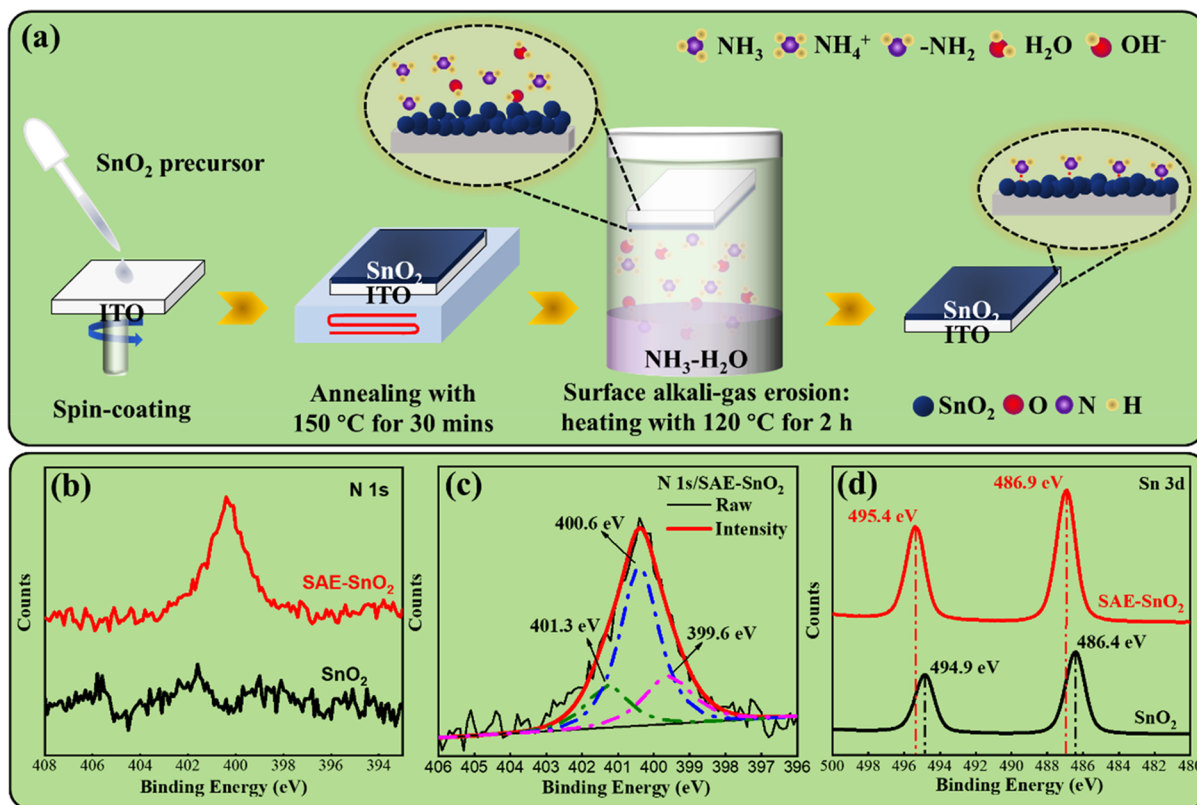 (a)
NH₃ NH₄⁺ -NH₂ H₂O OH⁻
SnO₂ precursor
ITO
Spin-coating
SnO₂
ITO
Annealing with
150 °C for 30 mins
NH₃-H₂O
Surface alkali-gas erosion:
heating with 120 °C for 2 h
SnO₂
ITO
SnO₂ O N H
(b)
N 1s
SAE-SnO₂
SnO₂
Counts
408 406 404 402 400 398 396 394
Binding Energy (eV)
(c)
N 1s/SAE-SnO₂
Raw
Intensity
400.6 eV
401.3 eV
399.6 eV
Counts
406 405 404 403 402 401 400 399 398 397 396
Binding Energy (eV)
(d)
Sn 3d
486.9 eV
495.4 eV
SAE-SnO₂
494.9 eV
486.4 eV
SnO₂
Counts
500 498 496 494 492 490 488 486 484 482 480
Binding Energy (eV)